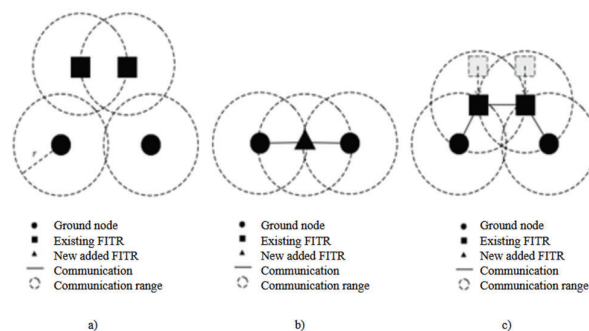 r
Ground node
Existing FITR
New added FITR
Communication
Communication range
a)
Ground node
Existing FITR
New added FITR
Communication
Communication range
b)
Ground node
Existing FITR
New added FITR
Communication
Communication range
c)